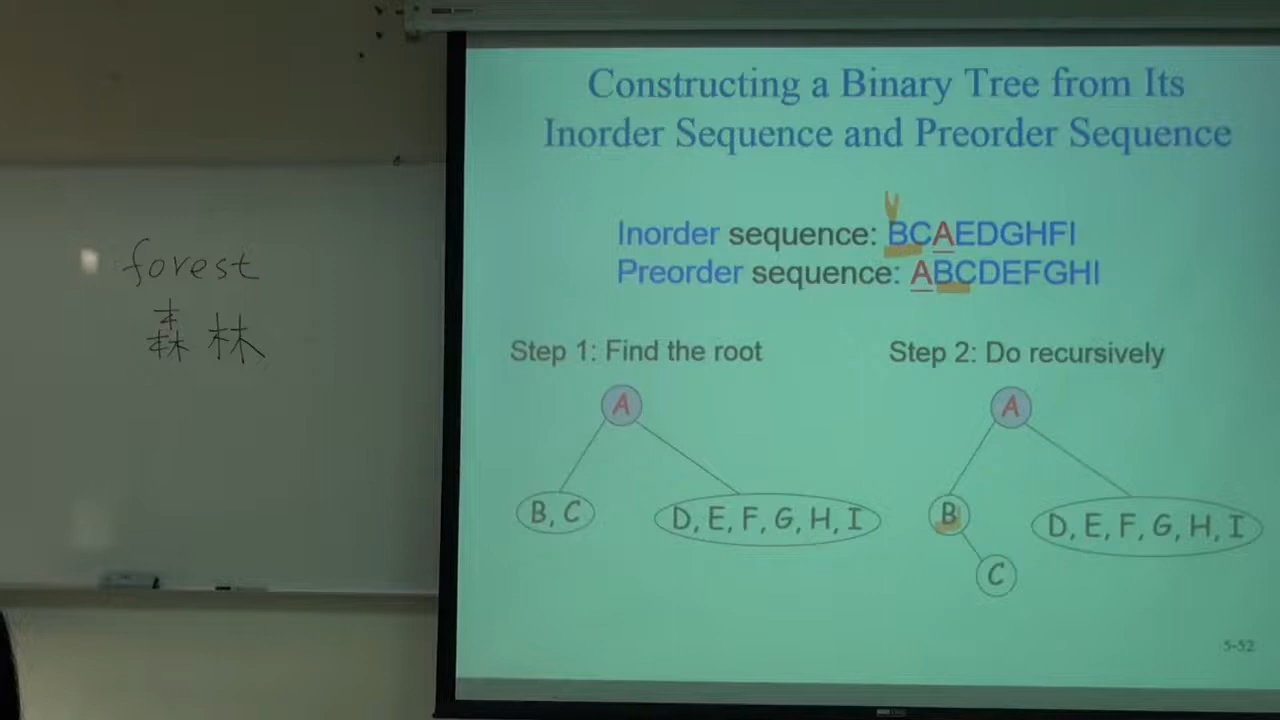 forest
森林
Constructing a Binary Tree from Its
Inorder Sequence and Preorder Sequence
Inorder sequence: BCAEDGHFI
Preorder sequence: ABCDEFGHI
Step 1: Find the root
Step 2: Do recursively
A
B, C
D, E, F, G, H, I
A
B
D, E, F, G, H, I
C
5-52